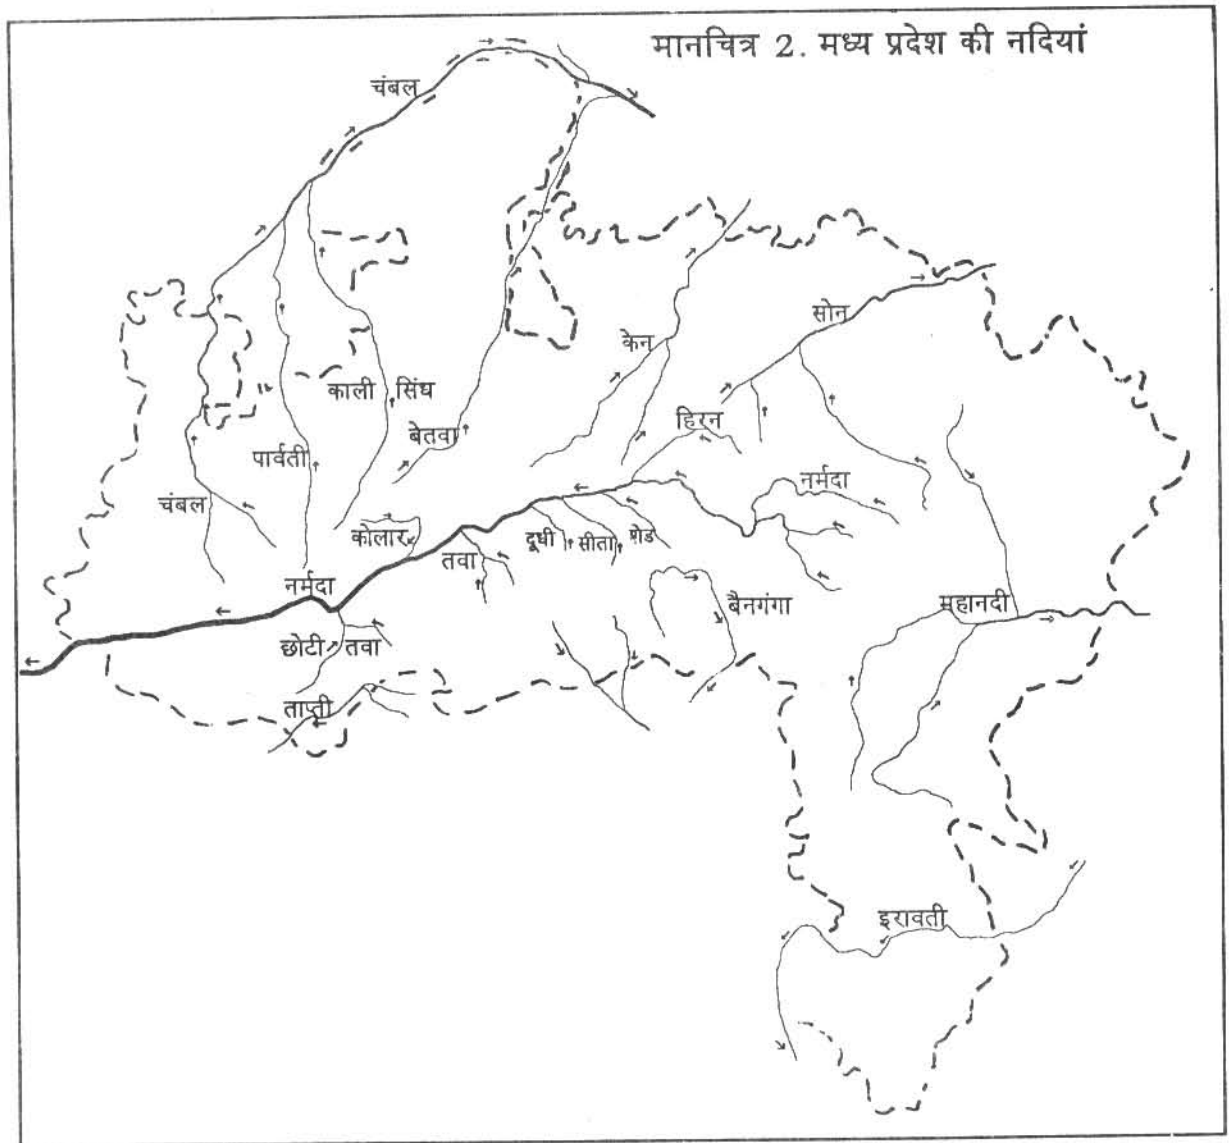 मानचित्र 2. मध्य प्रदेश की नदियां
चंबल
सोन
केन
काली सिंध
हिरन
बेतवा
पार्वती
चंबल
नर्मदा
कोलार
तवा
दूधी
सीता
शेड
नर्मदा
बैनगंगा
महानदी
छोटी तवा
ताप्ती
इरावती